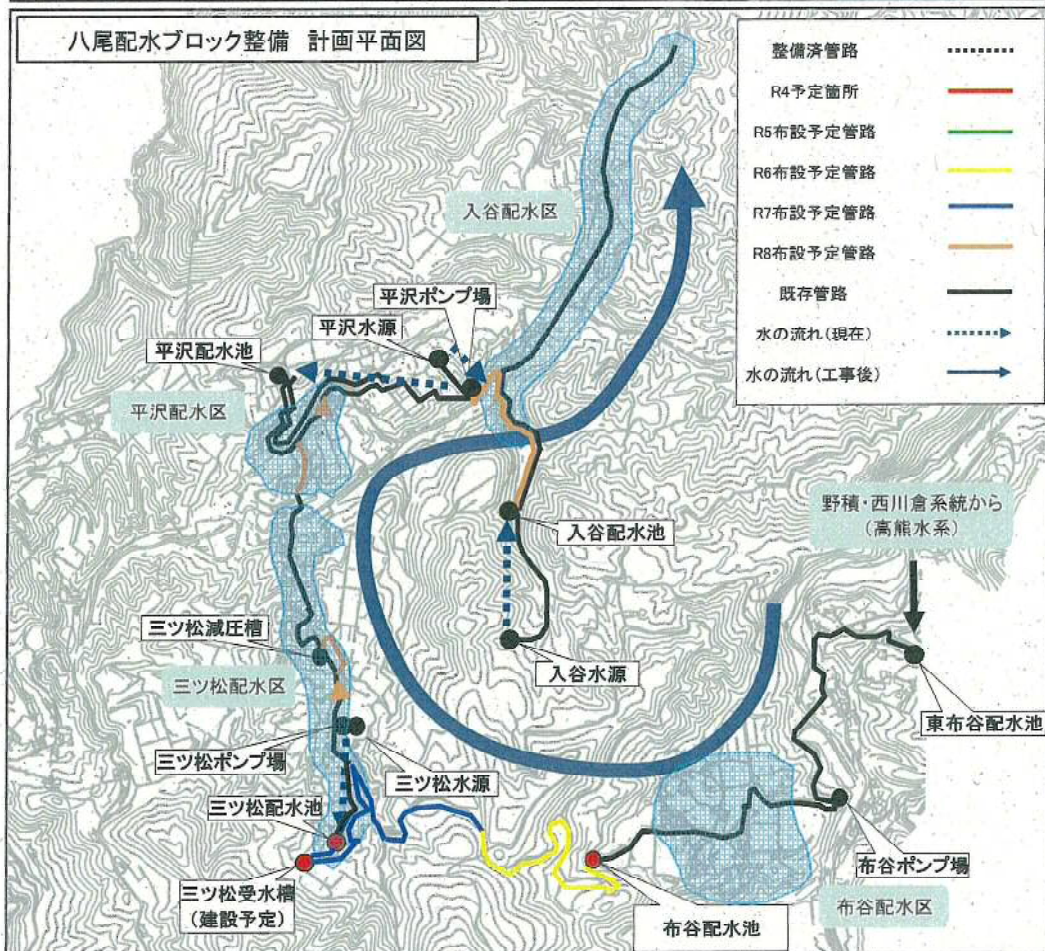 八尾配水ブロック整備 計画平面図
整備済管路
R4予定箇所
R5布設予定管路
R6布設予定管路
R7布設予定管路
R8布設予定管路
既存管路
水の流れ(現在)
水の流れ(工事後)
入谷配水区
平沢ポンプ場
平沢水源
平沢配水池
平沢配水区
野積・西川倉系統から
(高熊水系)
入谷配水池
三ツ松減圧槽
入谷水源
三ツ松配水区
東布谷配水池
三ツ松ポンプ場
三ツ松水源
三ツ松配水池
布谷ポンプ場
三ツ松受水槽
(建設予定)
布谷配水池
布谷配水区